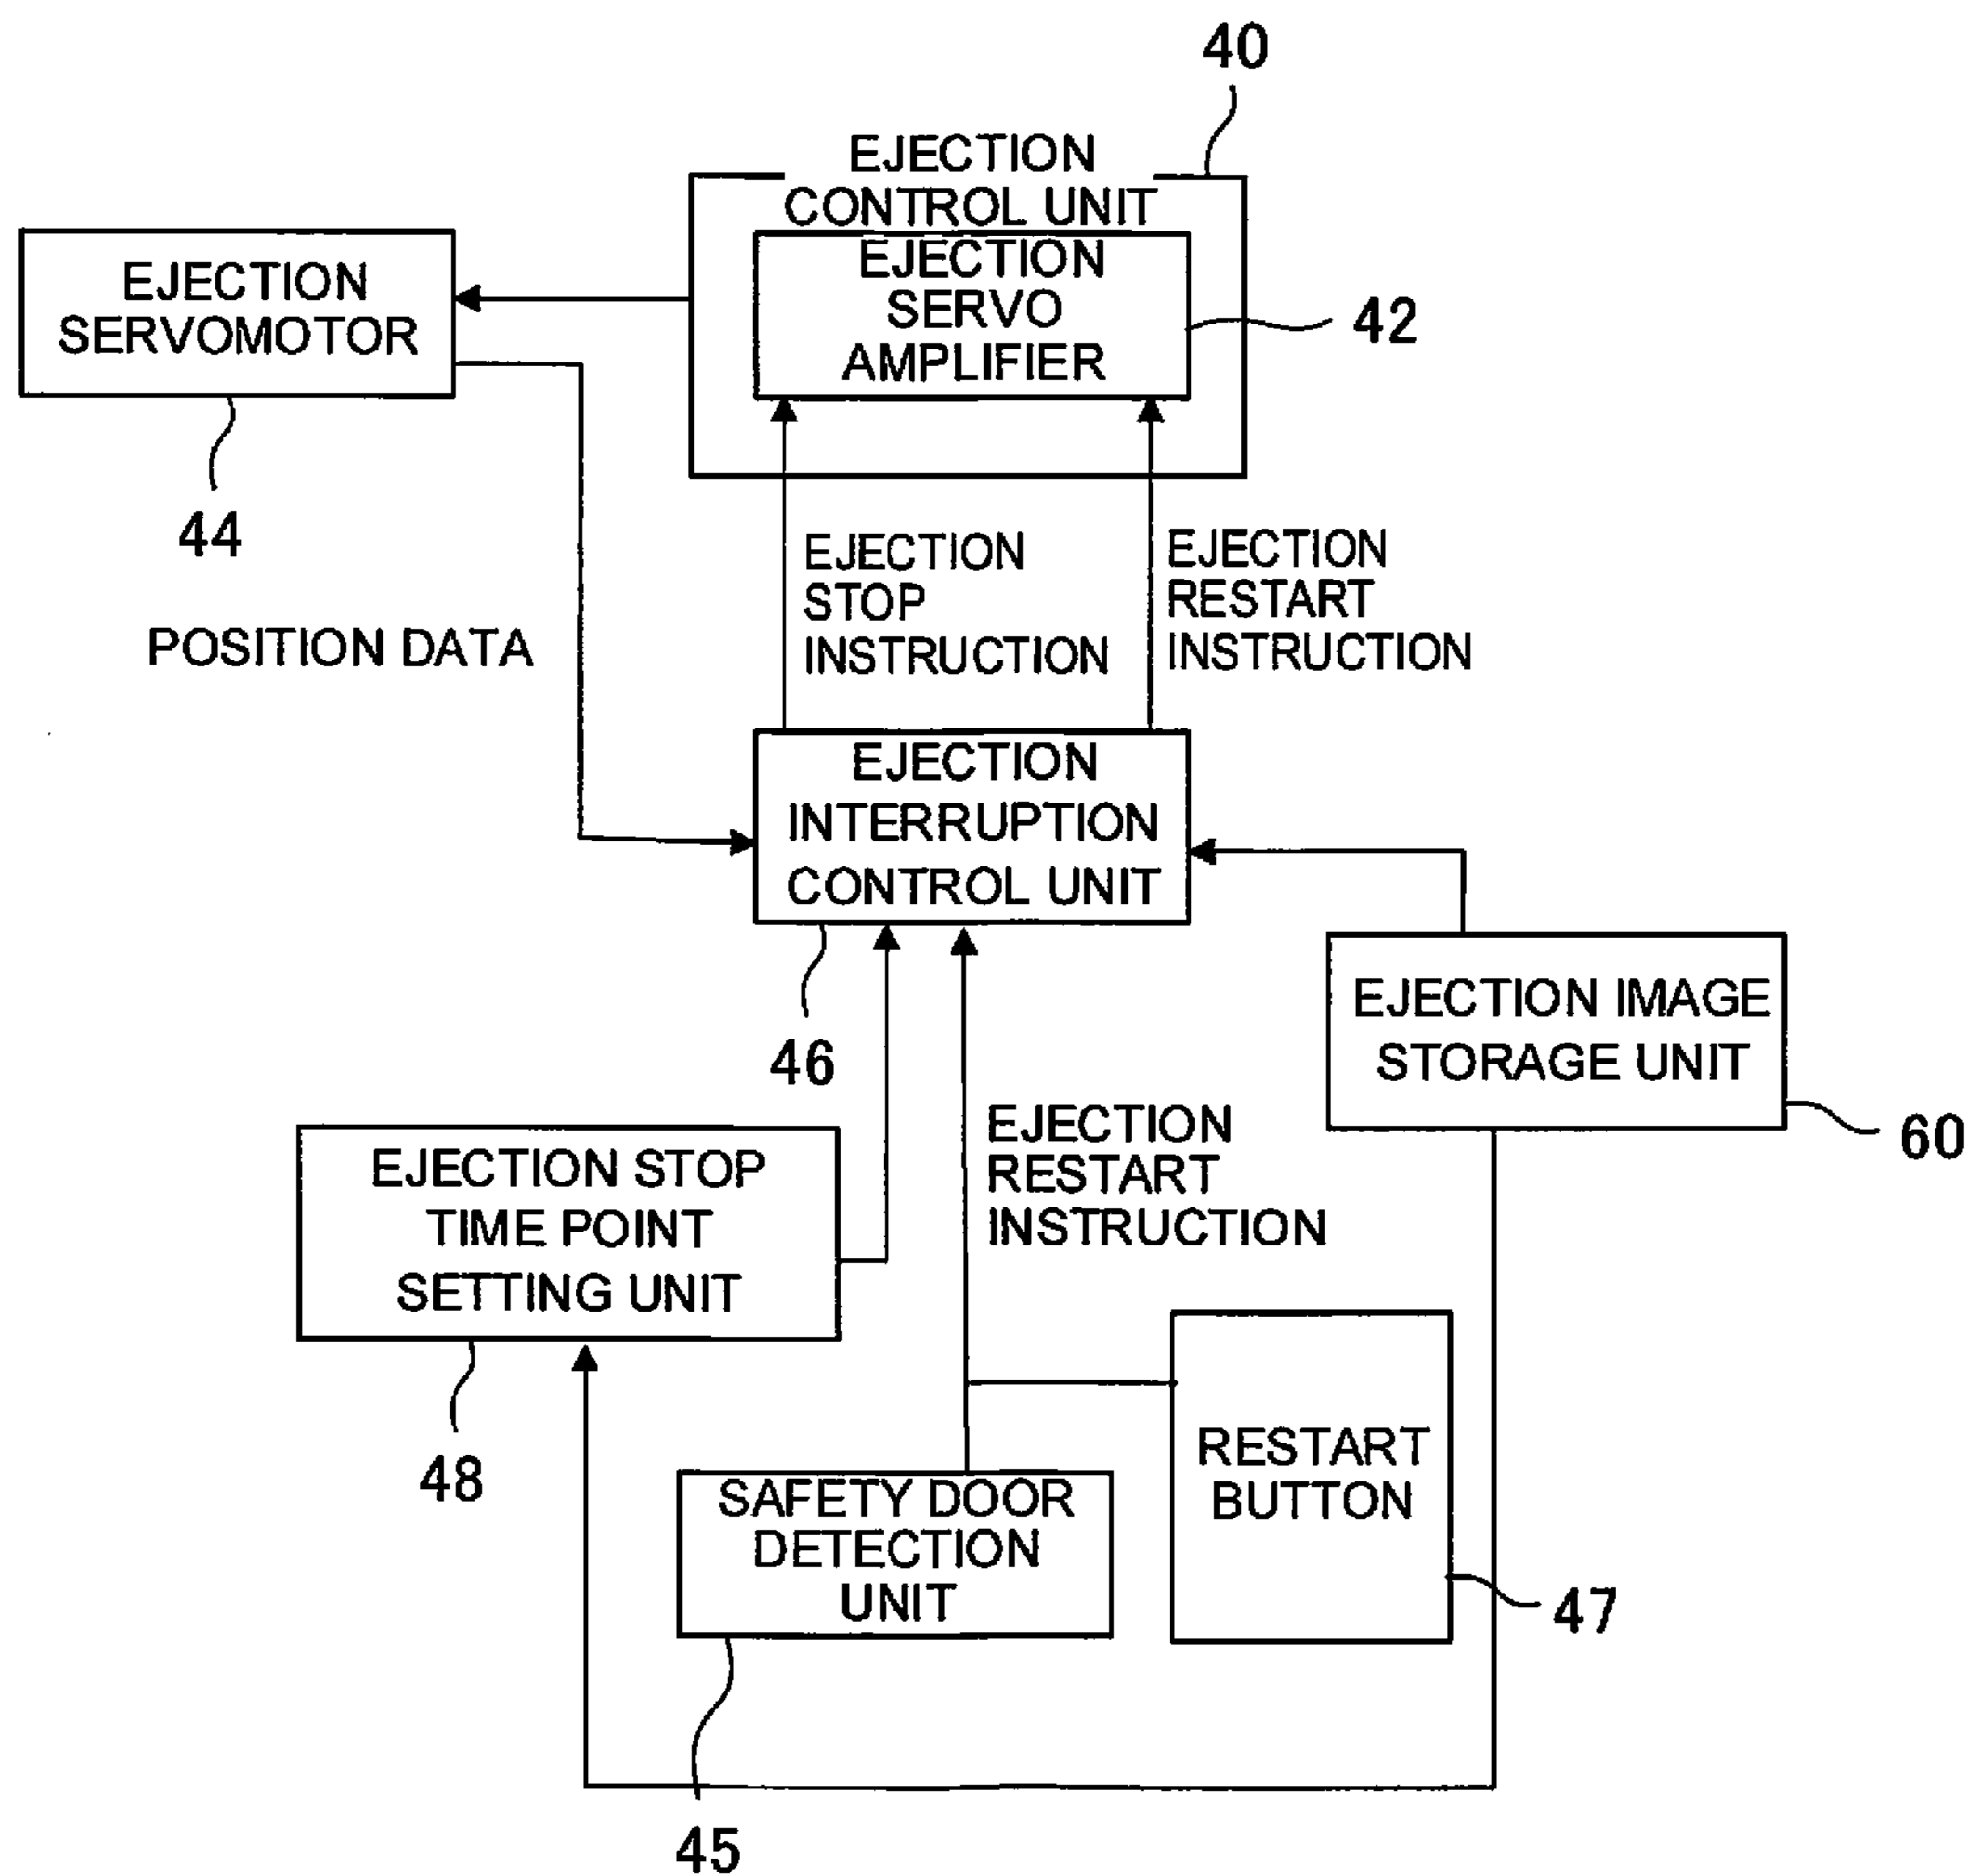 40
EJECTION
CONTROL UNIT
EJECTION
SERVO
AMPLIFIER
42
EJECTION
SERVOMOTOR
44
POSITION DATA
EJECTION
STOP
INSTRUCTION
EJECTION
RESTART
INSTRUCTION
EJECTION
INTERRUPTION
CONTROL UNIT
46
EJECTION IMAGE
STORAGE UNIT
60
EJECTION STOP
TIME POINT
SETTING UNIT
48
EJECTION
RESTART
INSTRUCTION
RESTART
BUTTON
47
SAFETY DOOR
DETECTION
UNIT
45